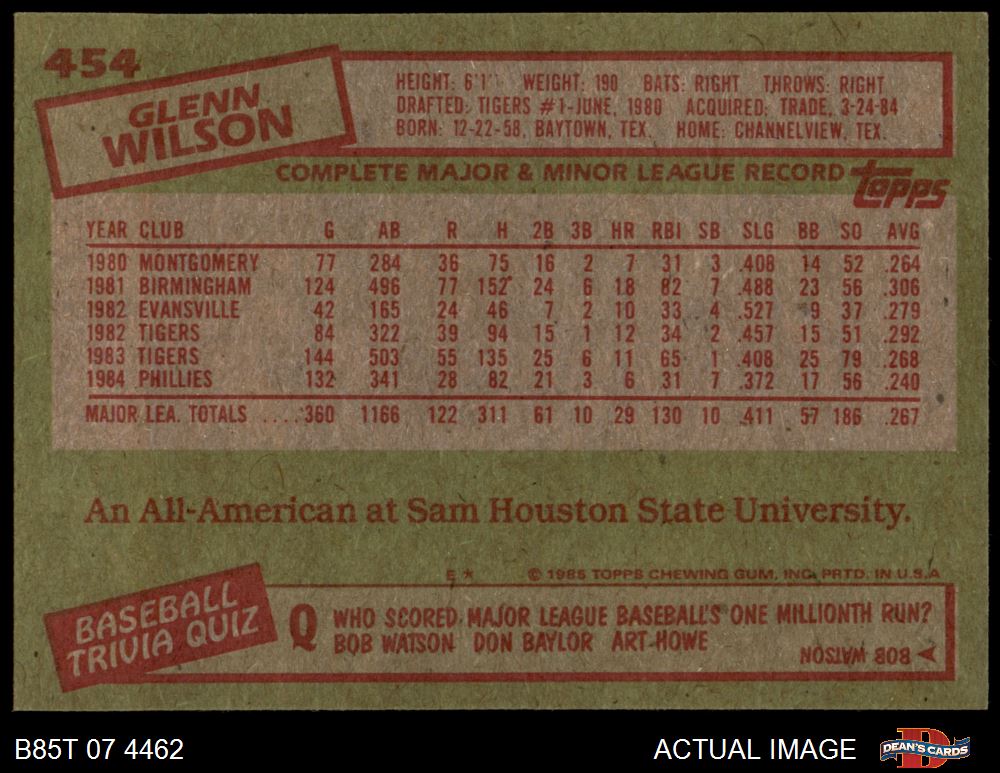 454
GLENN
WILSON
HEIGHT: 6'1" WEIGHT: 190 BATS: RIGHT THROWS: RIGHT
DRAFTED: TIGERS #1-JUNE, 1980 ACQUIRED: TRADE, 3-24-84
BORN: 12-22-58, BAYTOWN, TEX. HOME: CHANNELVIEW, TEX.
COMPLETE MAJOR & MINOR LEAGUE RECORD topps
YEAR CLUB G AB R H 2B 3B HR RBI SB SLG BB SO AVG
1980 MONTGOMERY 77 284 36 75 16 2 7 31 3 .408 14 52 .264
1981 BIRMINGHAM 124 496 77 152* 24 6 18 82 7 .488 23 56 .306
1982 EVANSVILLE 42 165 24 46 7 2 10 33 4 .527 9 37 .279
1982 TIGERS 84 322 39 94 15 1 12 34 2 .457 15 51 .292
1983 TIGERS 144 503 55 135 25 6 11 65 1 .408 25 79 .268
1984 PHILLIES 132 341 28 82 21 3 6 31 7 .372 17 56 .240
MAJOR LEA. TOTALS ....360 1166 122 311 61 10 29 130 10 .411 57 186 .267
An All-American at Sam Houston State University.
E * © 1985 TOPPS CHEWING GUM, INC. PRTD. IN U.S.A
BASEBALL
TRIVIA QUIZ
Q WHO SCORED MAJOR LEAGUE BASEBALL'S ONE MILLIONTH RUN?
BOB WATSON DON BAYLOR ART HOWE
BOB WATSON
B85T 07 4462
ACTUAL IMAGE
DEAN'S CARDS